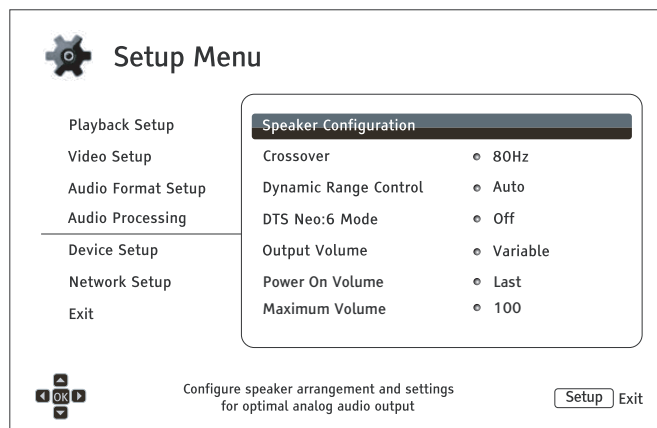 Setup Menu
Playback Setup
Video Setup
Audio Format Setup
Audio Processing
Device Setup
Network Setup
Exit
Speaker Configuration
Crossover 80Hz
Dynamic Range Control Auto
DTS Neo:6 Mode Off
Output Volume Variable
Power On Volume Last
Maximum Volume 100
OK
Configure speaker arrangement and settings
for optimal analog audio output
Setup Exit